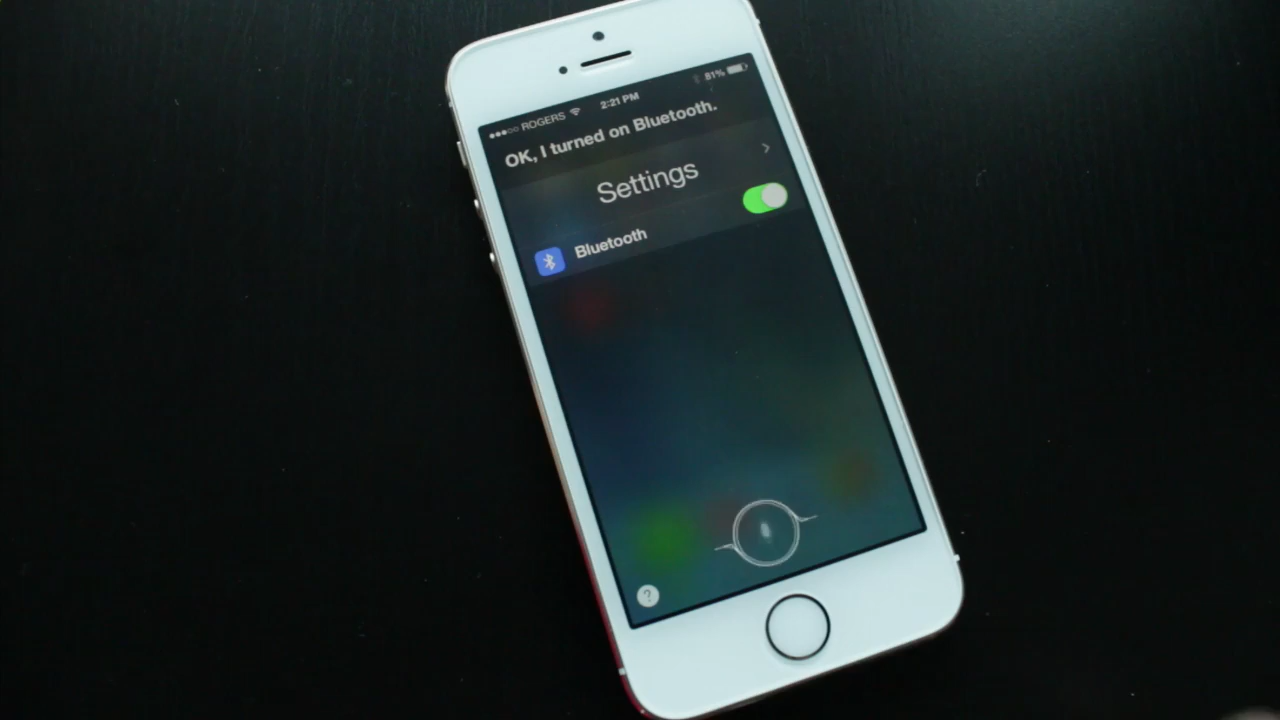 ROGERS 2:21 PM 81%
OK, I turned on Bluetooth.
Settings
Bluetooth
?